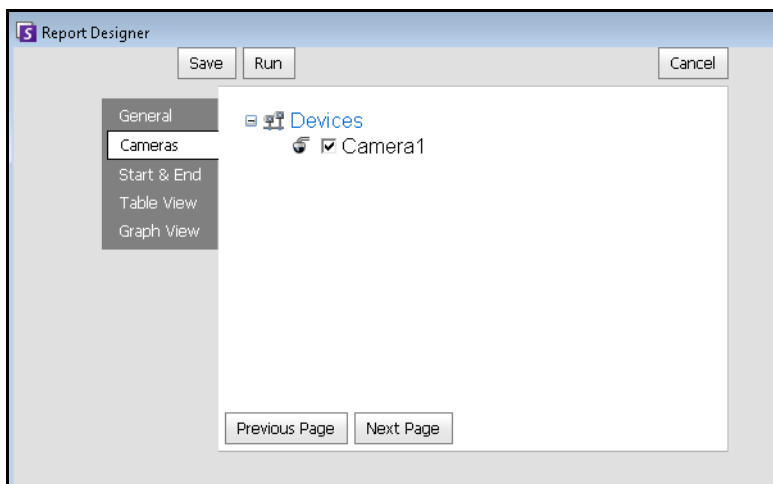 Report Designer
Save Run Cancel
General
Cameras
Start & End
Table View
Graph View
Devices
Camera1
Previous Page Next Page